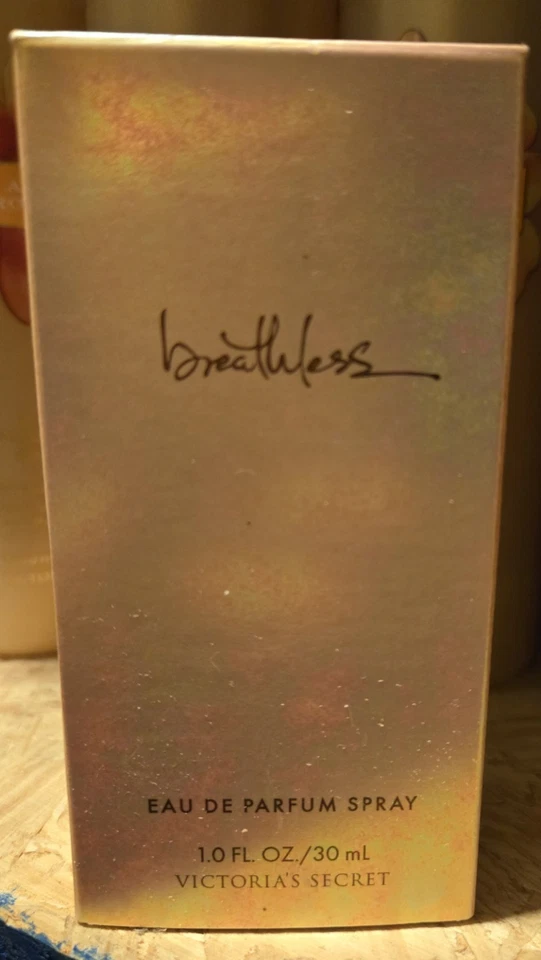 breathless
EAU DE PARFUM SPRAY
1.0 FL. OZ./30 mL
VICTORIA'S SECRET